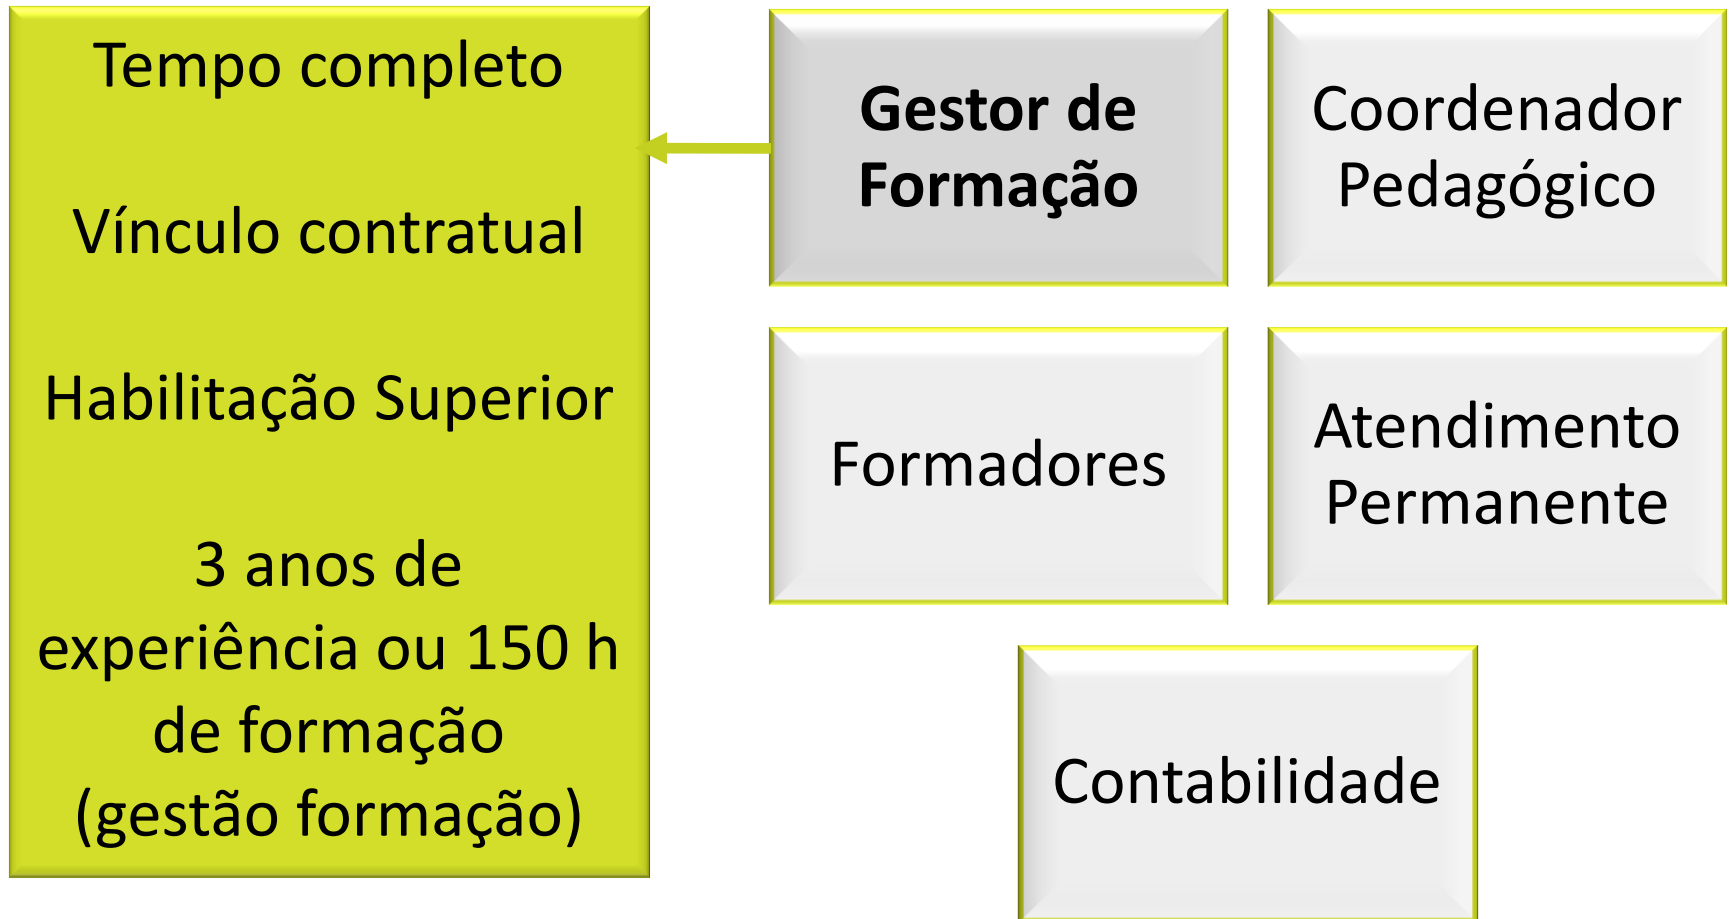 Tempo completo
Vínculo contratual
Habilitação Superior
3 anos de
experiência ou 150 h
de formação
(gestão formação)
Gestor de
Formação
Coordenador
Pedagógico
Formadores
Atendimento
Permanente
Contabilidade